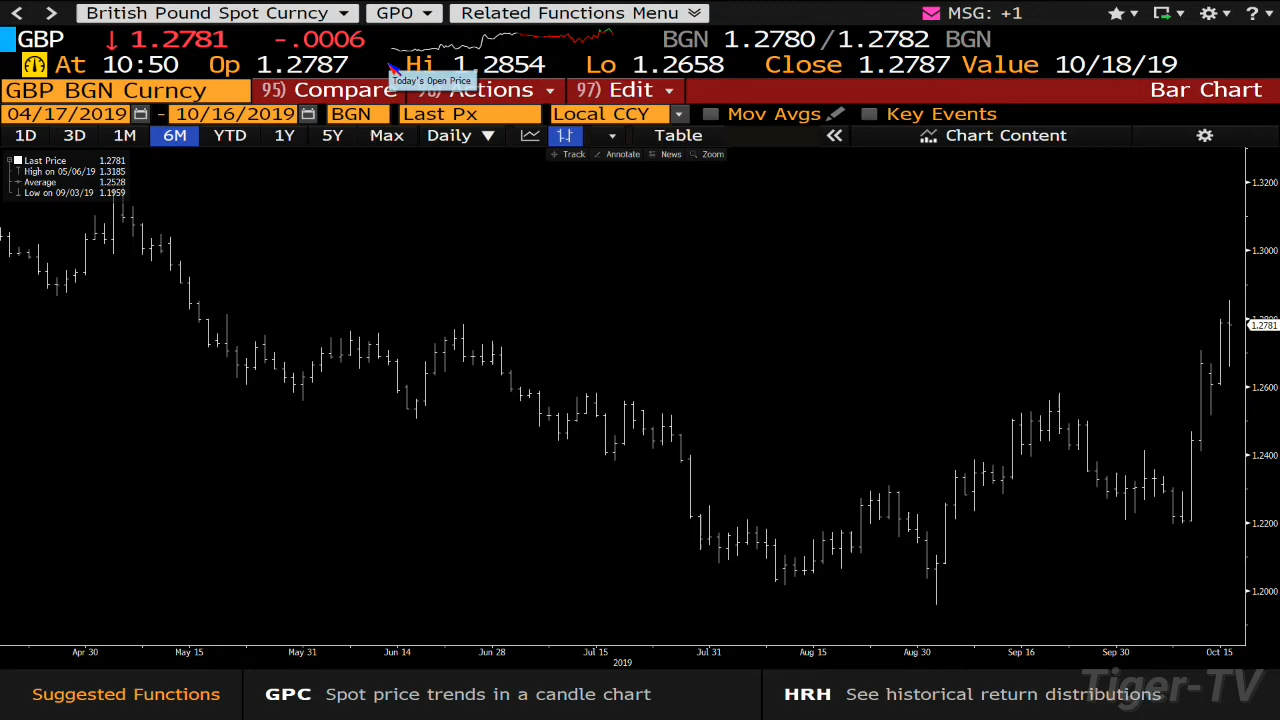 British Pound Spot Curncy GPO Related Functions Menu MSG: +1 ?
GBP ↓ 1.2781 -.0006 BGN 1.2780 / 1.2782 BGN
At 10:50 Op 1.2787 Hi 1.2854 Lo 1.2658 Close 1.2787 Value 10/18/19
Today's Open Price
GBP BGN Curncy 95) Compare Actions 97) Edit Bar Chart
04/17/2019 - 10/16/2019 BGN Last Px Local CCY Mov Avgs Key Events
1D 3D 1M 6M YTD 1Y 5Y Max Daily ▼ Table « Chart Content
Track Annotate News Zoom
Last Price 1.2781
High on 05/06/19 1.3185
Average 1.2528
Low on 09/03/19 1.1959
1.3200
1.3000
1.2781
1.2600
1.2400
1.2200
1.2000
Apr 30 May 15 May 31 Jun 14 Jun 28 Jul 15 Jul 31 Aug 15 Aug 30 Sep 16 Sep 30 Oct 15
2019
Suggested Functions GPC Spot price trends in a candle chart HRH See historical return distributions
Tiger-TV